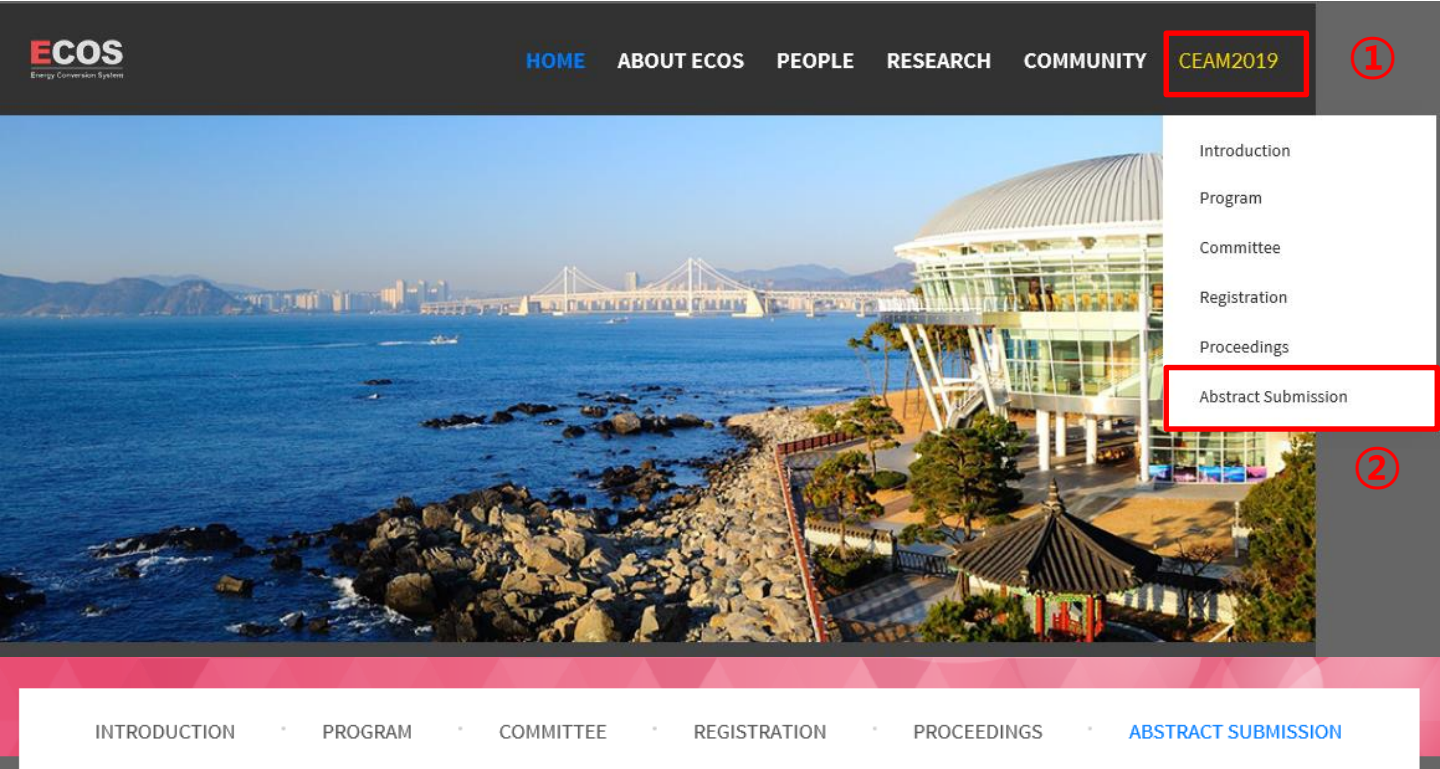 ECOS
Energy Conversion System
HOME ABOUT ECOS PEOPLE RESEARCH COMMUNITY CEAM2019 ①
Introduction
Program
Committee
Registration
Proceedings
Abstract Submission
②
INTRODUCTION · PROGRAM · COMMITTEE · REGISTRATION · PROCEEDINGS · ABSTRACT SUBMISSION